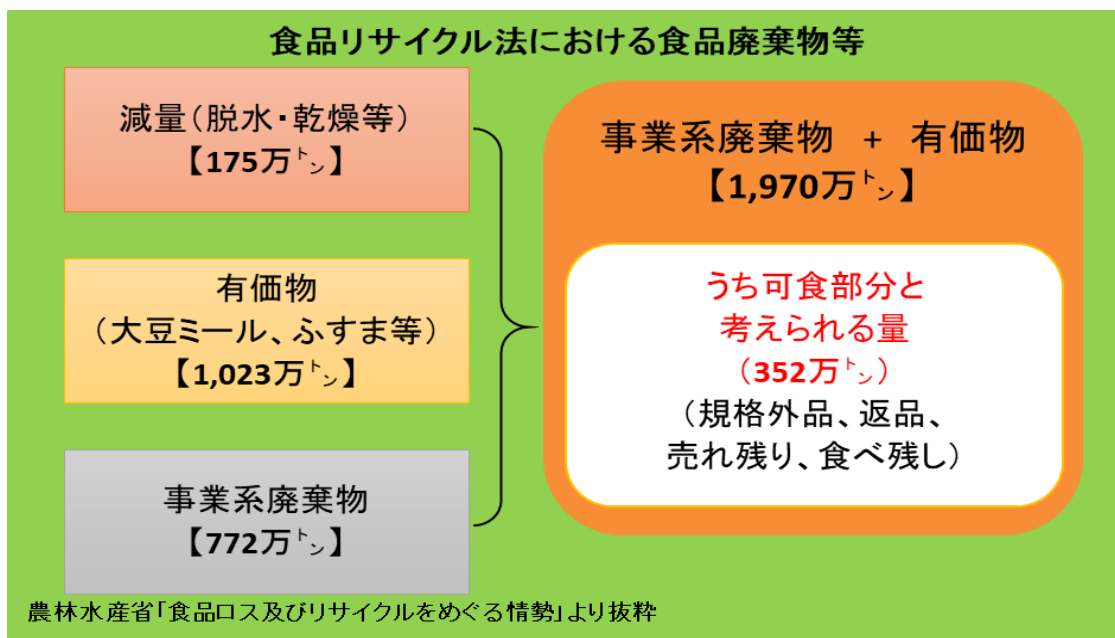 食品リサイクル法における食品廃棄物等
減量(脱水・乾燥等)
【175万㌧】
有価物
(大豆ミール、ふすま等)
【1,023万㌧】
事業系廃棄物
【772万㌧】
事業系廃棄物 + 有価物
【1,970万㌧】
うち可食部分と
考えられる量
(352万㌧)
(規格外品、返品、
売れ残り、食べ残し)
農林水産省「食品ロス及びリサイクルをめぐる情勢」より抜粋